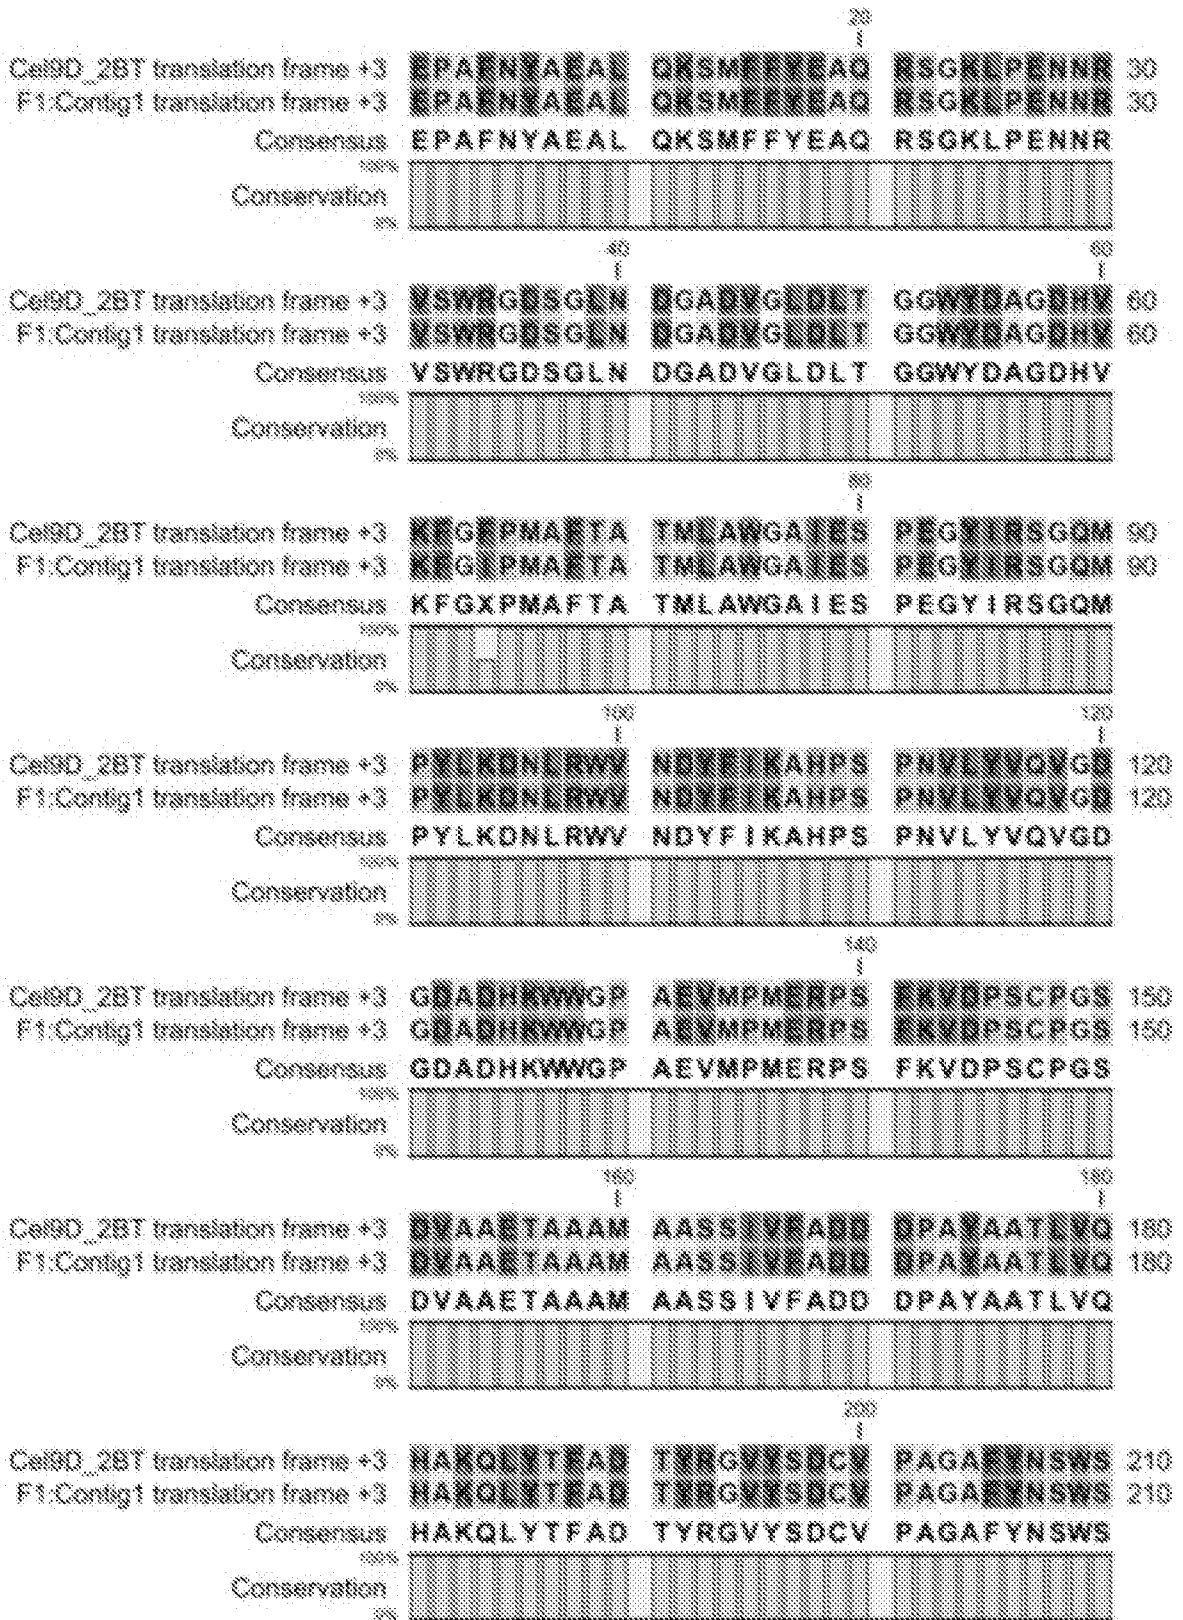 20
Cel9D_2BT translation frame +3 EPAFNYAEAL QKSMFFYEAQ RSGKLPENNR 30
F1:Contig1 translation frame +3 EPAFNYAEAL QKSMFFYEAQ RSGKLPENNR 30
Consensus EPAFNYAEAL QKSMFFYEAQ RSGKLPENNR
100%
Conservation
0%
40 60
Cel9D_2BT translation frame +3 VSWRGDSGLN DGADVGLDLT GGWYDAGDHV 60
F1:Contig1 translation frame +3 VSWRGDSGLN DGADVGLDLT GGWYDAGDHV 60
Consensus VSWRGDSGLN DGADVGLDLT GGWYDAGDHV
100%
Conservation
0%
80
Cel9D_2BT translation frame +3 TMLAWGAIES PEGYIRSGQM 90
F1:Contig1 translation frame +3 TMLAWGAIES PEGYIRSGQM 90
Consensus KFGXPMAFTA TMLAWGAIES PEGYIRSGQM
100%
Conservation
0%
100 120
Cel9D_2BT translation frame +3 PYLKDNLRWV NDYFIKAHPS PNVLYVQVGD 120
F1:Contig1 translation frame +3 PYLKDNLRWV NDYFIKAHPS PNVLYVQVGD 120
Consensus PYLKDNLRWV NDYFIKAHPS PNVLYVQVGD
100%
Conservation
0%
140
Cel9D_2BT translation frame +3 GDADHKWWGP AEVMPMERPS FKVDPSCPGS 150
F1:Contig1 translation frame +3 GDADHKWWGP AEVMPMERPS FKVDPSCPGS 150
Consensus GDADHKWWGP AEVMPMERPS FKVDPSCPGS
100%
Conservation
0%
160 180
Cel9D_2BT translation frame +3 DVAAETAAAM AASSIVFADD DPAYAATLVQ 180
F1:Contig1 translation frame +3 DVAAETAAAM AASSIVFADD DPAYAATLVQ 180
Consensus DVAAETAAAM AASSIVFADD DPAYAATLVQ
100%
Conservation
0%
200
Cel9D_2BT translation frame +3 HAKQLYTFAD TYRGVYSDCV PAGAFYNSWS 210
F1:Contig1 translation frame +3 HAKQLYTFAD TYRGVYSDCV PAGAFYNSWS 210
Consensus HAKQLYTFAD TYRGVYSDCV PAGAFYNSWS
100%
Conservation
0%